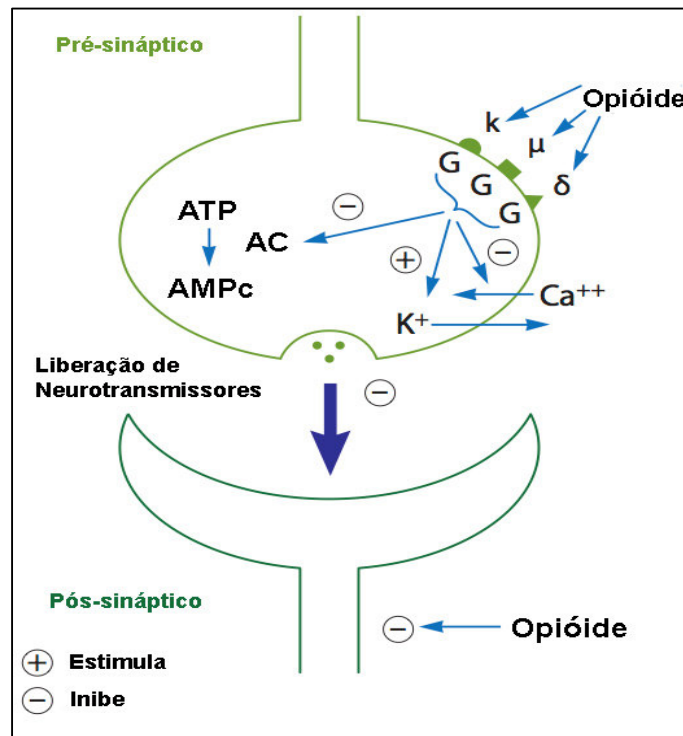 Pré-sináptico
Opióide
k
μ
δ
G
G
G
ATP
AC
AMPc
−
+
−
Ca++
K+
Liberação de
Neurotransmissores
−
Pós-sináptico
− Opióide
+ Estimula
− Inibe